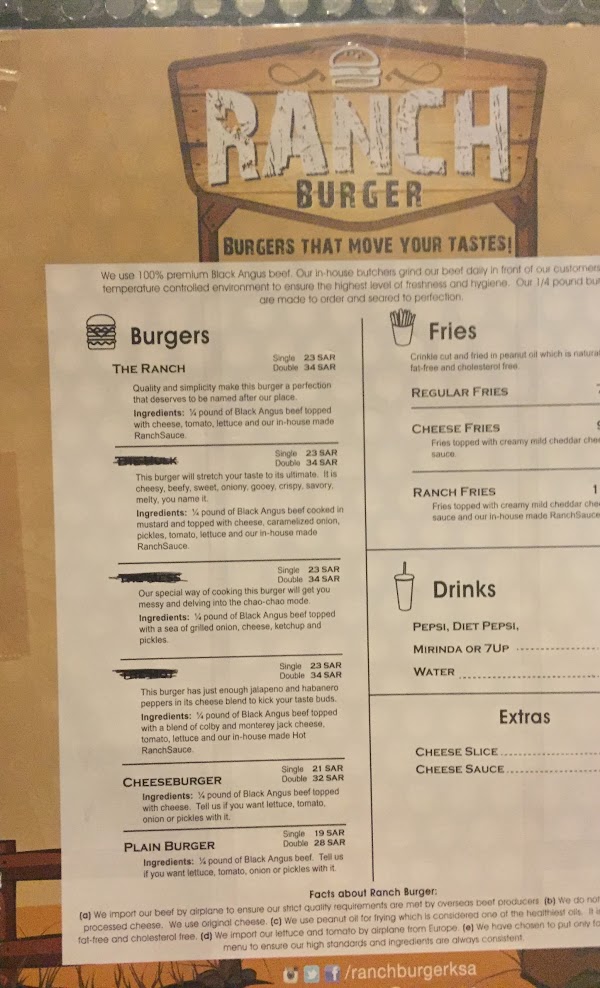 RANCH
BURGER
BURGERS THAT MOVE YOUR TASTES!
We use 100% premium Black Angus beef. Our in-house butchers grind our beef daily in front of our customers
temperature controlled environment to ensure the highest level of freshness and hygiene. Our 1/4 pound bur
are made to order and seared to perfection.
Burgers
THE RANCH
Single 23 SAR
Double 34 SAR
Quality and simplicity make this burger a perfection
that deserves to be named after our place.
Ingredients: ¼ pound of Black Angus beef topped
with cheese, tomato, lettuce and our in-house made
RanchSauce.
Single 23 SAR
Double 34 SAR
This burger will stretch your taste to its ultimate. It is
cheesy, beefy, sweet, oniony, gooey, crispy, savory,
melty, you name it.
Ingredients: ¼ pound of Black Angus beef cooked in
mustard and topped with cheese, caramelized onion,
pickles, tomato, lettuce and our in-house made
RanchSauce.
Single 23 SAR
Double 34 SAR
Our special way of cooking this burger will get you
messy and delving into the chao-chao mode.
Ingredients: ¼ pound of Black Angus beef topped
with a sea of grilled onion, cheese, ketchup and
pickles.
Single 23 SAR
Double 34 SAR
This burger has just enough jalapeno and habanero
peppers in its cheese blend to kick your taste buds.
Ingredients: ¼ pound of Black Angus beef topped
with a blend of colby and monterey jack cheese,
tomato, lettuce and our in-house made Hot
RanchSauce.
CHEESEBURGER
Single 21 SAR
Double 32 SAR
Ingredients: ¼ pound of Black Angus beef topped
with cheese. Tell us if you want lettuce, tomato,
onion or pickles with it.
PLAIN BURGER
Single 19 SAR
Double 28 SAR
Ingredients: ¼ pound of Black Angus beef. Tell us
if you want lettuce, tomato, onion or pickles with it.
Fries
Crinkle cut and fried in peanut oil which is natural
fat-free and cholesterol free.
REGULAR FRIES
CHEESE FRIES
Fries topped with creamy mild cheddar chee
sauce.
RANCH FRIES 1
Fries topped with creamy mild cheddar chee
sauce and our in-house made RanchSauce
Drinks
PEPSI, DIET PEPSI,
MIRINDA OR 7UP
WATER
Extras
CHEESE SLICE
CHEESE SAUCE
Facts about Ranch Burger:
(a) We import our beef by airplane to ensure our strict quality requirements are met by overseas beef producers. (b) We do not
processed cheese. We use original cheese. (c) We use peanut oil for frying which is considered one of the healthiest oils. It is
fat-free and cholesterol free. (d) We import our lettuce and tomato by airplane from Europe. (e) We have chosen to put only fo
menu to ensure our high standards and ingredients are always consistent.
/ranchburgerksa